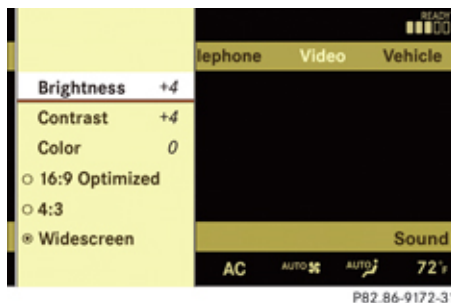 READY
lephone Video Vehicle
Brightness +4
Contrast +4
Color 0
16:9 Optimized
4:3
Widescreen
Sound
AC AUTO AUTO 72°F
P82.86-9172-31